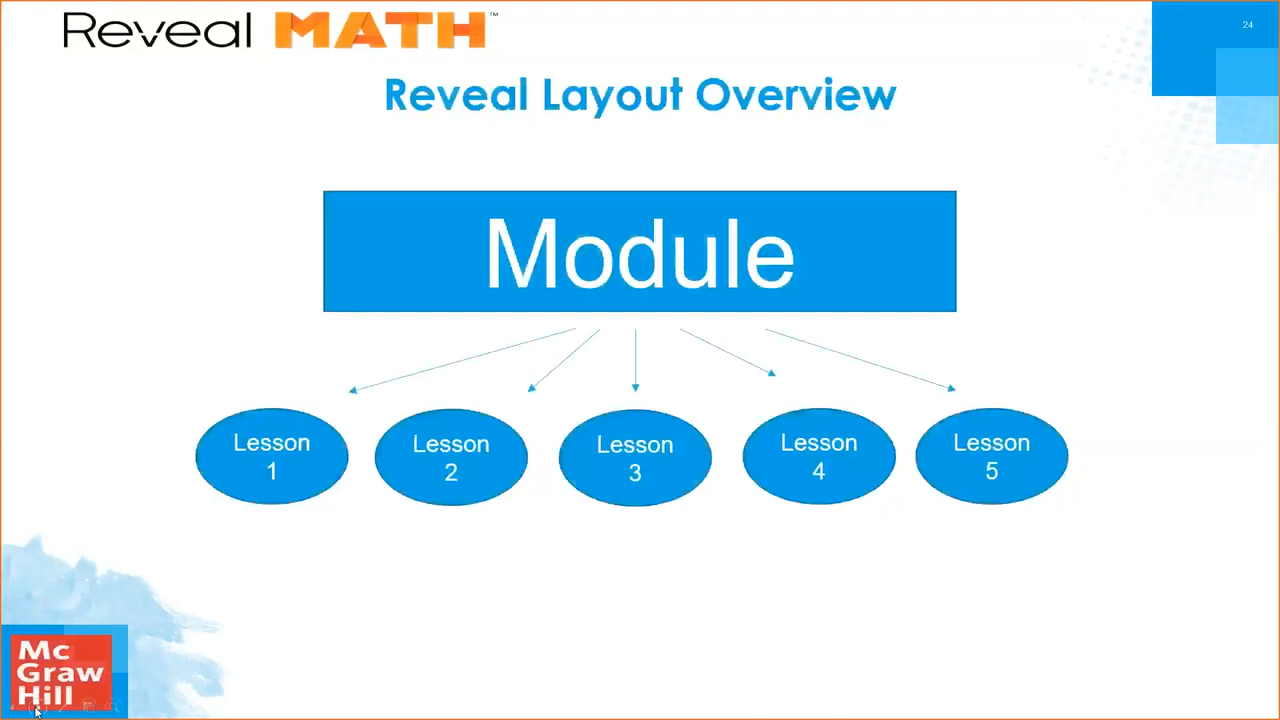 Reveal MATH™
24
Reveal Layout Overview
Module
Lesson
1
Lesson
2
Lesson
3
Lesson
4
Lesson
5
Mc
Graw
Hill